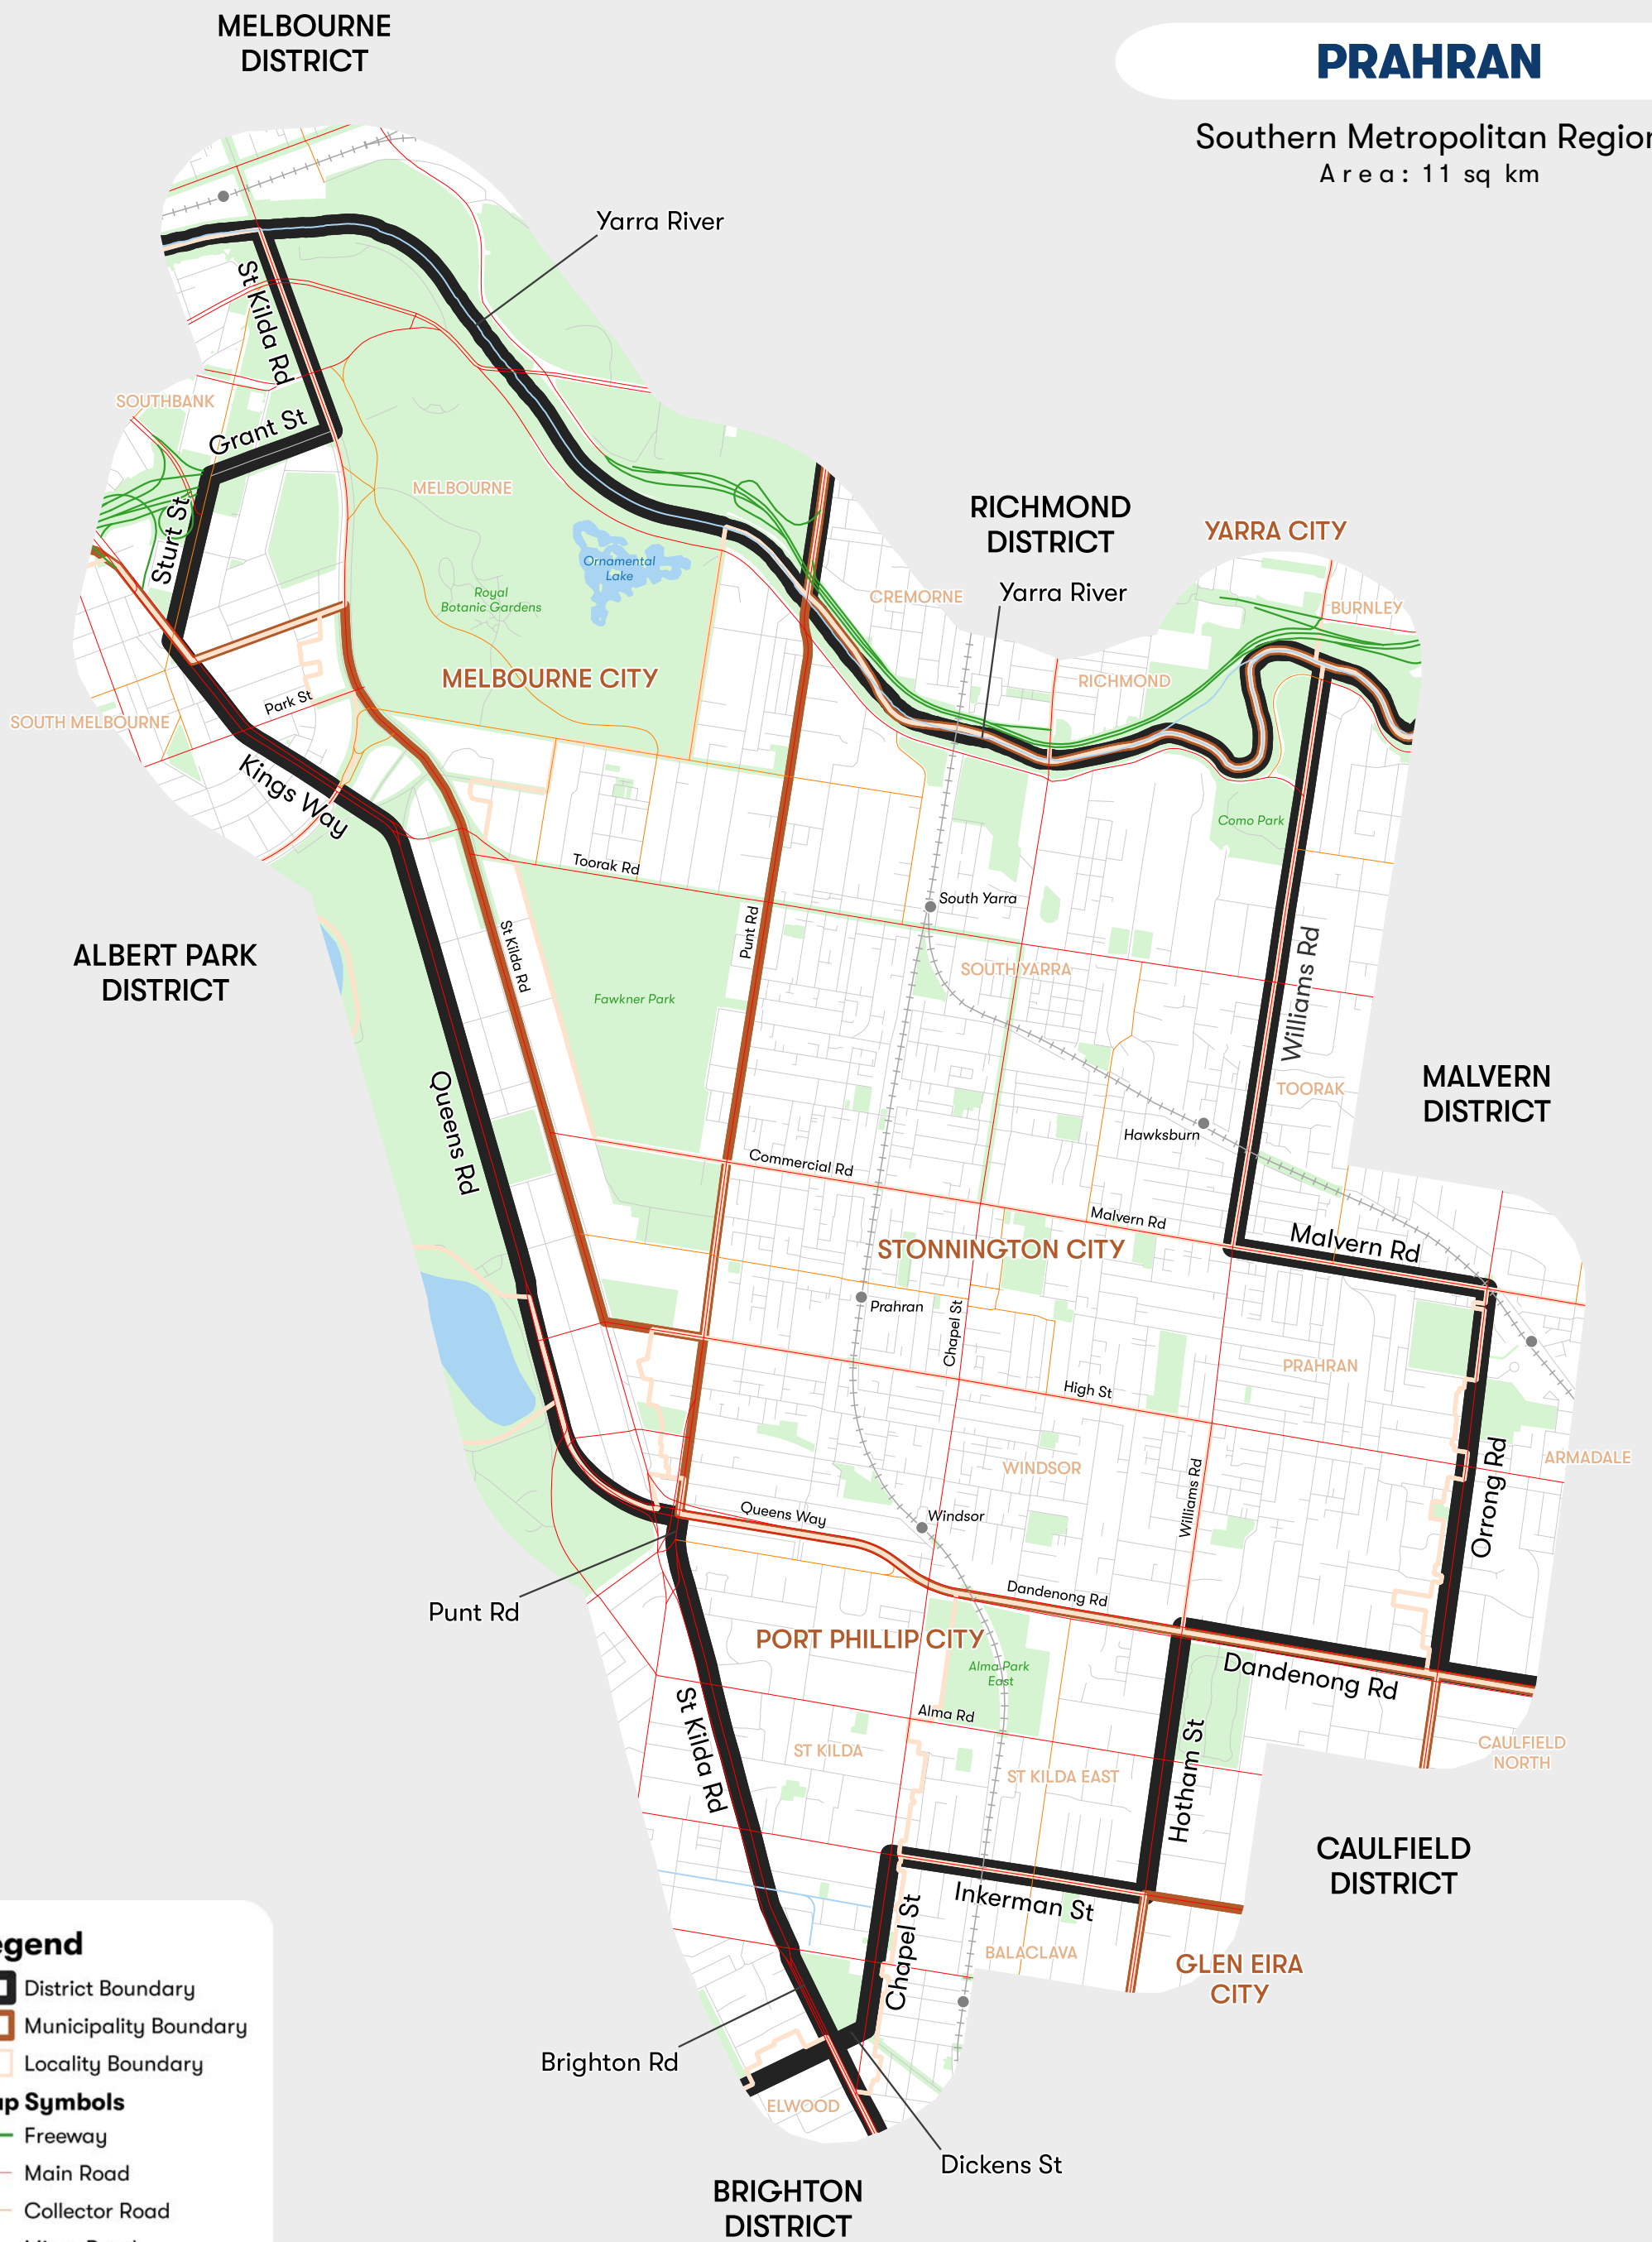 MELBOURNE
DISTRICT
PRAHRAN
Southern Metropolitan Region
Area: 11 sq km
Yarra River
St Kilda Rd
SOUTHBANK
Grant St
MELBOURNE
Sturt St
Ornamental
Lake
Royal
Botanic Gardens
RICHMOND
DISTRICT
YARRA CITY
Yarra River
CREMORNE
BURNLEY
MELBOURNE CITY
RICHMOND
Park St
SOUTH MELBOURNE
Kings Way
Como Park
Toorak Rd
South Yarra
Punt Rd
St Kilda Rd
Williams Rd
ALBERT PARK
DISTRICT
SOUTH YARRA
Fawkner Park
MALVERN
DISTRICT
TOORAK
Queens Rd
Hawksburn
Commercial Rd
Malvern Rd
Malvern Rd
STONNINGTON CITY
Prahran
Chapel St
PRAHRAN
High St
ARMADALE
WINDSOR
Williams Rd
Orrong Rd
Queens Way
Windsor
Punt Rd
Dandenong Rd
PORT PHILLIP CITY
Alma Park
East
Dandenong Rd
St Kilda Rd
Alma Rd
ST KILDA
CAULFIELD
NORTH
ST KILDA EAST
Hotham St
CAULFIELD
DISTRICT
Inkerman St
Chapel St
BALACLAVA
GLEN EIRA
CITY
Brighton Rd
ELWOOD
Dickens St
BRIGHTON
DISTRICT
egend
District Boundary
Municipality Boundary
Locality Boundary
ap Symbols
Freeway
Main Road
Collector Road